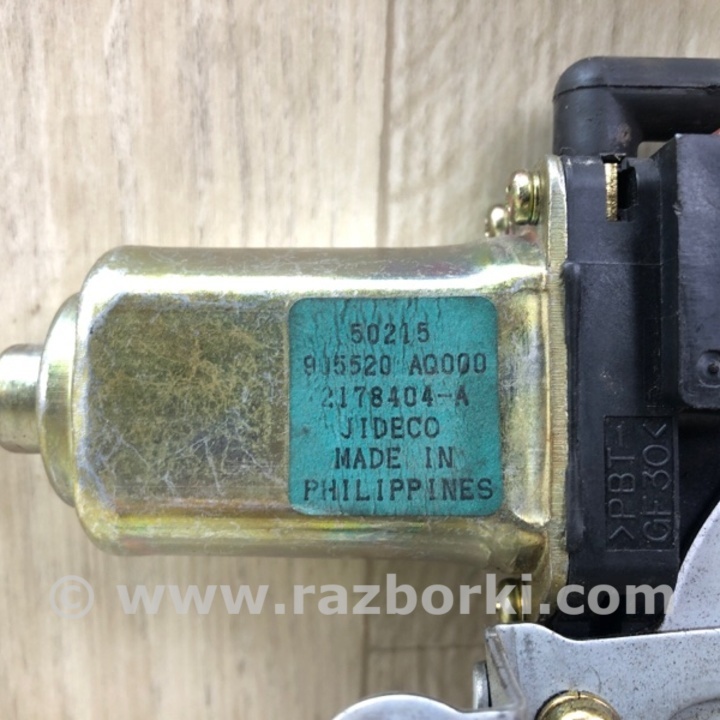 50215
905520 AQ000
2178404-A
JIDECO
MADE IN
PHILIPPINES
>PBT-
GF30<
© www.razborki.com